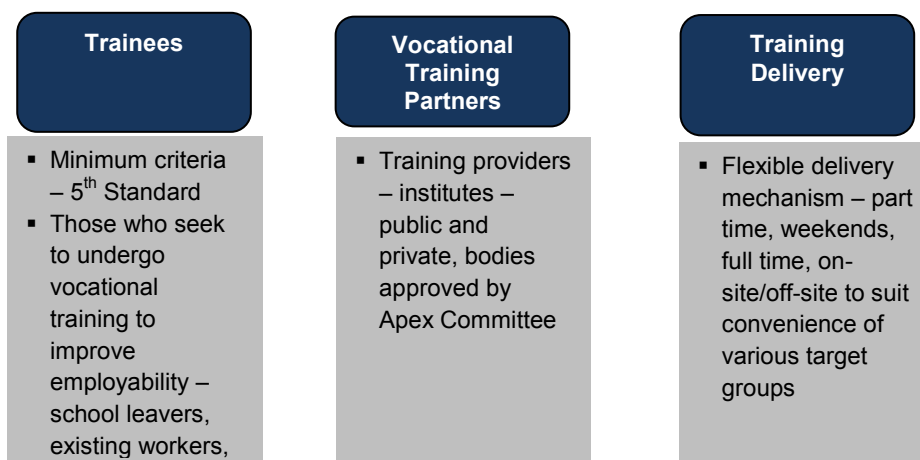 Trainees
▪ Minimum criteria
– 5th Standard
▪ Those who seek
to undergo
vocational
training to
improve
employability –
school leavers,
existing workers,
Vocational
Training
Partners
▪ Training providers
– institutes –
public and
private, bodies
approved by
Apex Committee
Training
Delivery
▪ Flexible delivery
mechanism – part
time, weekends,
full time, on-
site/off-site to suit
convenience of
various target
groups